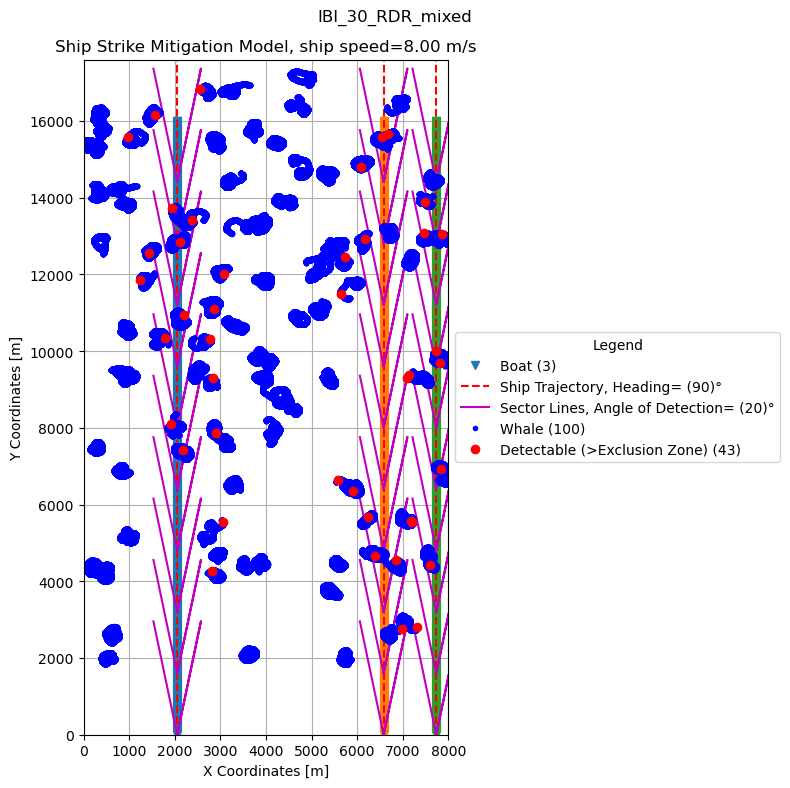 IBI_30_RDR_mixed
Ship Strike Mitigation Model, ship speed=8.00 m/s
Y Coordinates [m]
16000
14000
12000
10000
8000
6000
4000
2000
0
0 1000 2000 3000 4000 5000 6000 7000 8000
X Coordinates [m]
Legend
Boat (3)
Ship Trajectory, Heading= (90)°
Sector Lines, Angle of Detection= (20)°
Whale (100)
Detectable (>Exclusion Zone) (43)